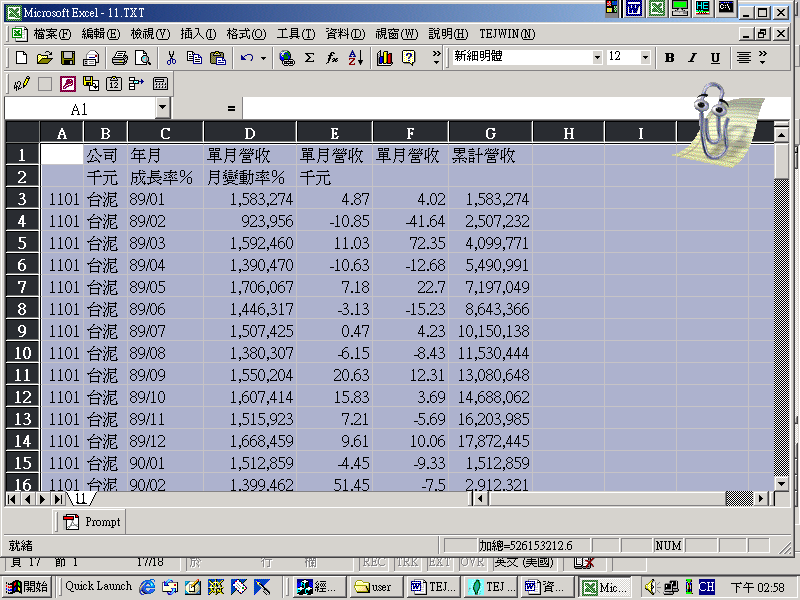 Microsoft Excel - 11.TXT
檔案(F) 編輯(E) 檢視(V) 插入(I) 格式(O) 工具(T) 資料(D) 視窗(W) 說明(H) TEJWIN(N)
新細明體 12 B I U
A1 =
A B C D E F G H I
1 公司 年月 單月營收 單月營收 單月營收 累計營收
2 千元 成長率% 月變動率% 千元
3 1101 台泥 89/01 1,583,274 4.87 4.02 1,583,274
4 1101 台泥 89/02 923,956 -10.85 -41.64 2,507,232
5 1101 台泥 89/03 1,592,460 11.03 72.35 4,099,771
6 1101 台泥 89/04 1,390,470 -10.63 -12.68 5,490,991
7 1101 台泥 89/05 1,706,067 7.18 22.7 7,197,049
8 1101 台泥 89/06 1,446,317 -3.13 -15.23 8,643,366
9 1101 台泥 89/07 1,507,425 0.47 4.23 10,150,138
10 1101 台泥 89/08 1,380,307 -6.15 -8.43 11,530,444
11 1101 台泥 89/09 1,550,204 20.63 12.31 13,080,648
12 1101 台泥 89/10 1,607,414 15.83 3.69 14,688,062
13 1101 台泥 89/11 1,515,923 7.21 -5.69 16,203,985
14 1101 台泥 89/12 1,668,459 9.61 10.06 17,872,445
15 1101 台泥 90/01 1,512,859 -4.45 -9.33 1,512,859
16 1101 台泥 90/02 1,399,462 51.45 -7.5 2,912,321
11
Prompt
就緒 加總=526153212.6 NUM
頁 17 節 1 17/18 於 行 欄 REC TRK EXT OVR 英文 (美國)
開始 Quick Launch 經... user TEJ... TEJ ... 資... Mic... CH 下午 02:58